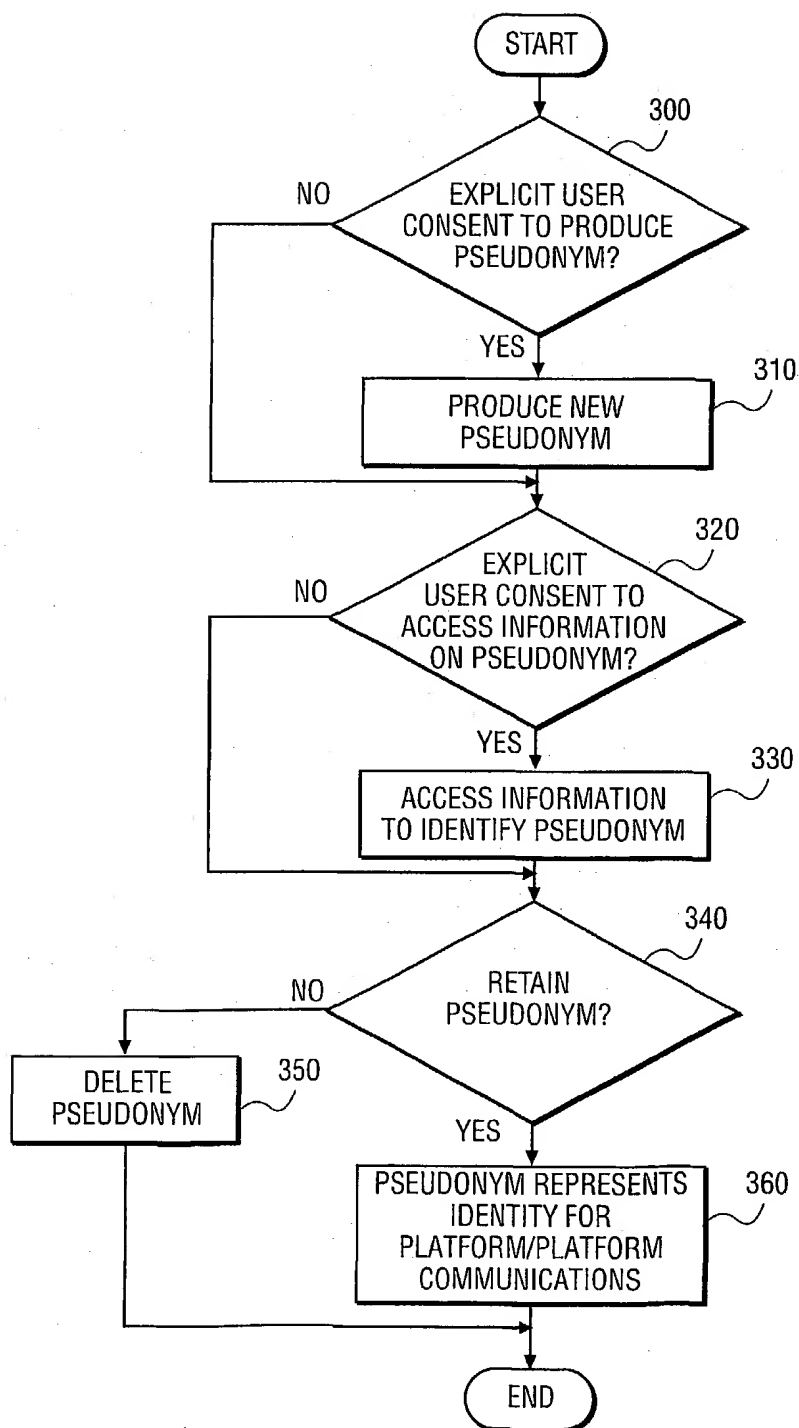 START
300
NO
EXPLICIT USER
CONSENT TO PRODUCE
PSEUDONYM?
YES
310
PRODUCE NEW
PSEUDONYM
320
NO
EXPLICIT
USER CONSENT TO
ACCESS INFORMATION
ON PSEUDONYM?
YES
330
ACCESS INFORMATION
TO IDENTIFY PSEUDONYM
340
NO
RETAIN
PSEUDONYM?
350
DELETE
PSEUDONYM
YES
360
PSEUDONYM REPRESENTS
IDENTITY FOR
PLATFORM/PLATFORM
COMMUNICATIONS
END